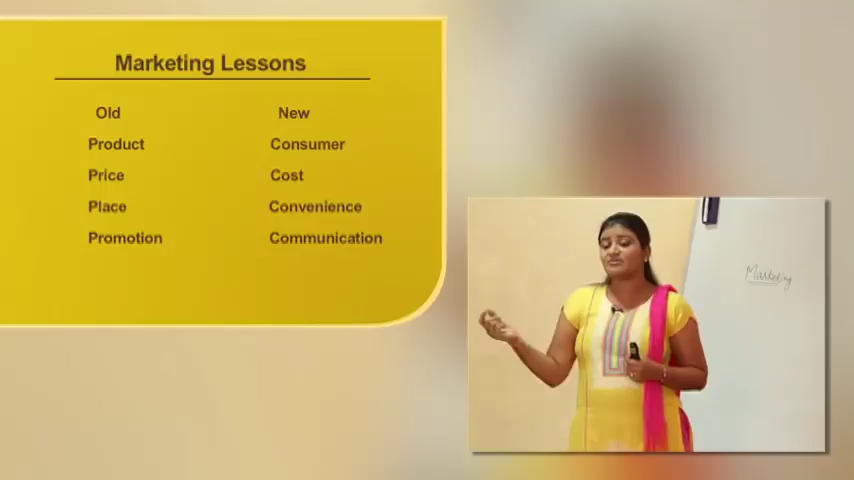 Marketing Lessons
Old New
Product Consumer
Price Cost
Place Convenience
Promotion Communication
Marketing